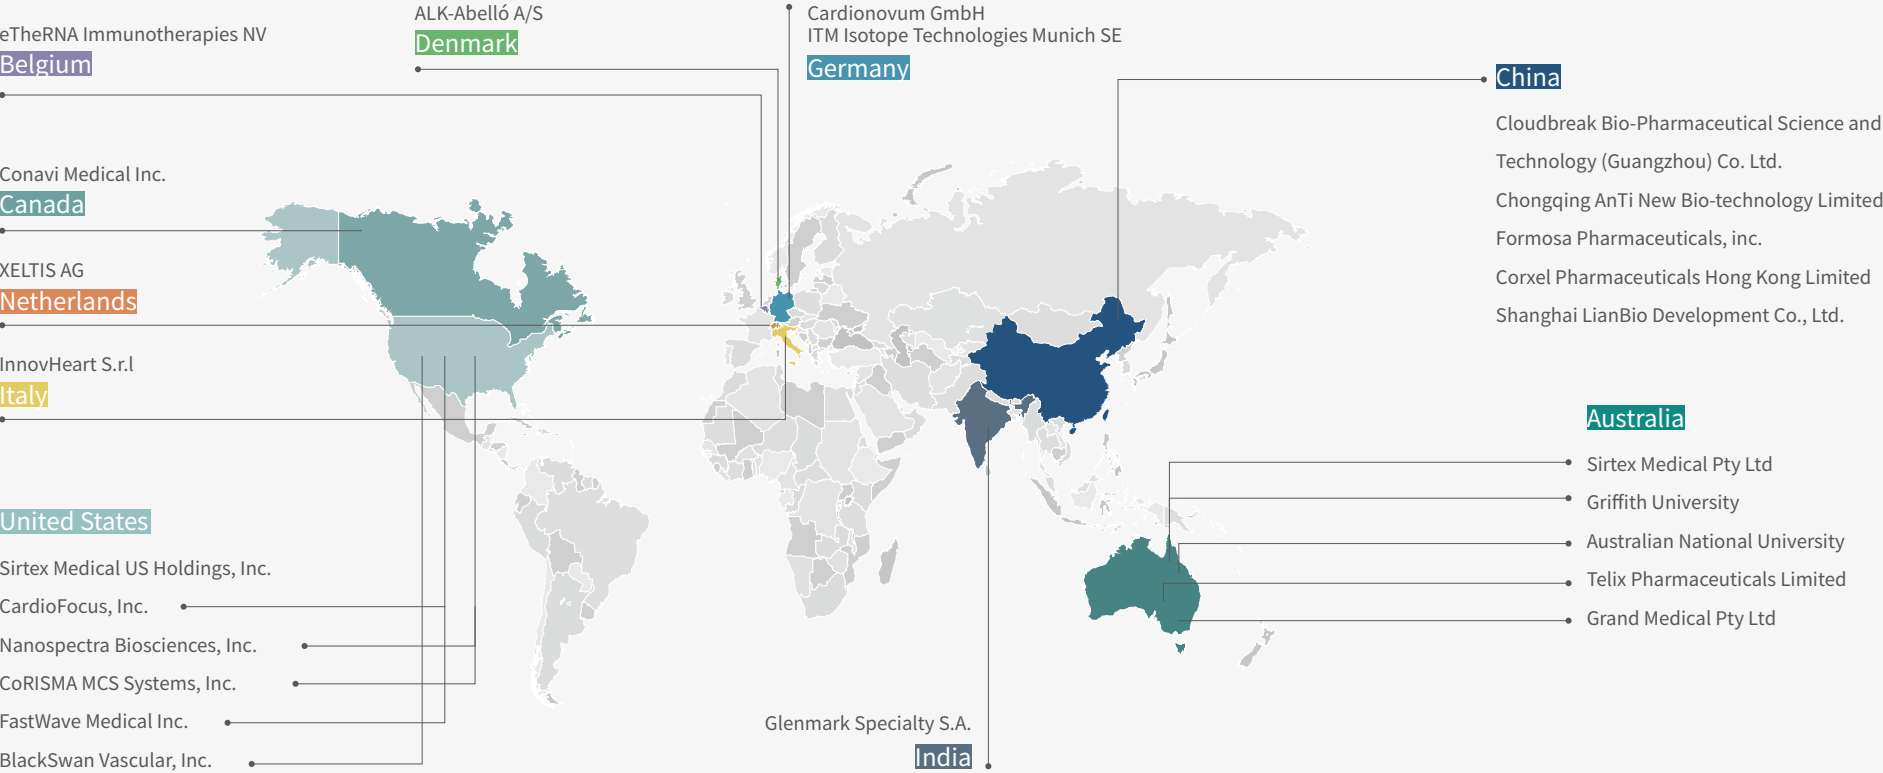 eTheRNA Immunotherapies NV
Belgium
ALK-Abelló A/S
Denmark
Cardionovum GmbH
ITM Isotope Technologies Munich SE
Germany
China
Cloudbreak Bio-Pharmaceutical Science and
Technology (Guangzhou) Co. Ltd.
Chongqing AnTi New Bio-technology Limited
Formosa Pharmaceuticals, inc.
Corxel Pharmaceuticals Hong Kong Limited
Shanghai LianBio Development Co., Ltd.
Conavi Medical Inc.
Canada
XELTIS AG
Netherlands
InnovHeart S.r.l
Italy
United States
Sirtex Medical US Holdings, Inc.
CardioFocus, Inc.
Nanospectra Biosciences, Inc.
CoRISMA MCS Systems, Inc.
FastWave Medical Inc.
BlackSwan Vascular, Inc.
Glenmark Specialty S.A.
India
Australia
Sirtex Medical Pty Ltd
Griffith University
Australian National University
Telix Pharmaceuticals Limited
Grand Medical Pty Ltd